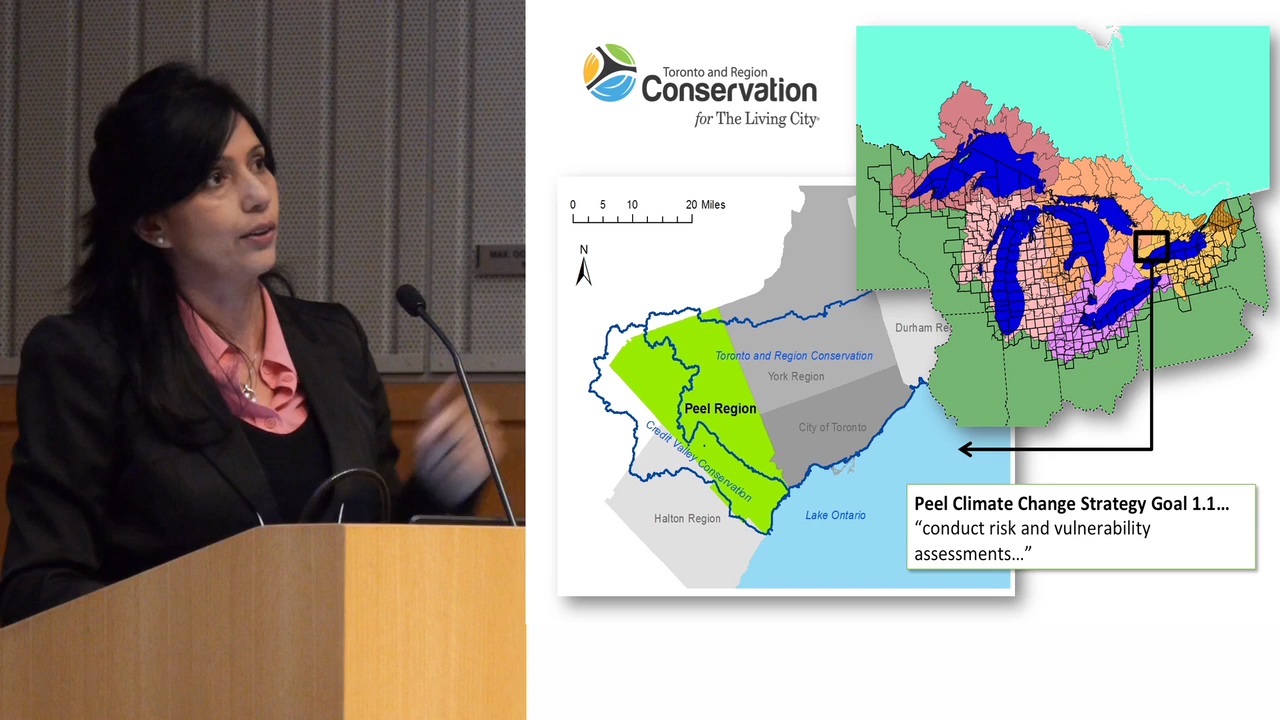 Toronto and Region
Conservation
for The Living City
0 5 10 20 Miles
N
Durham Re
Toronto and Region Conservation
York Region
Peel Region
City of Toronto
Credit Valley Conservation
Halton Region
Lake Ontario
Peel Climate Change Strategy Goal 1.1…
“conduct risk and vulnerability
assessments…”
MAX. OC